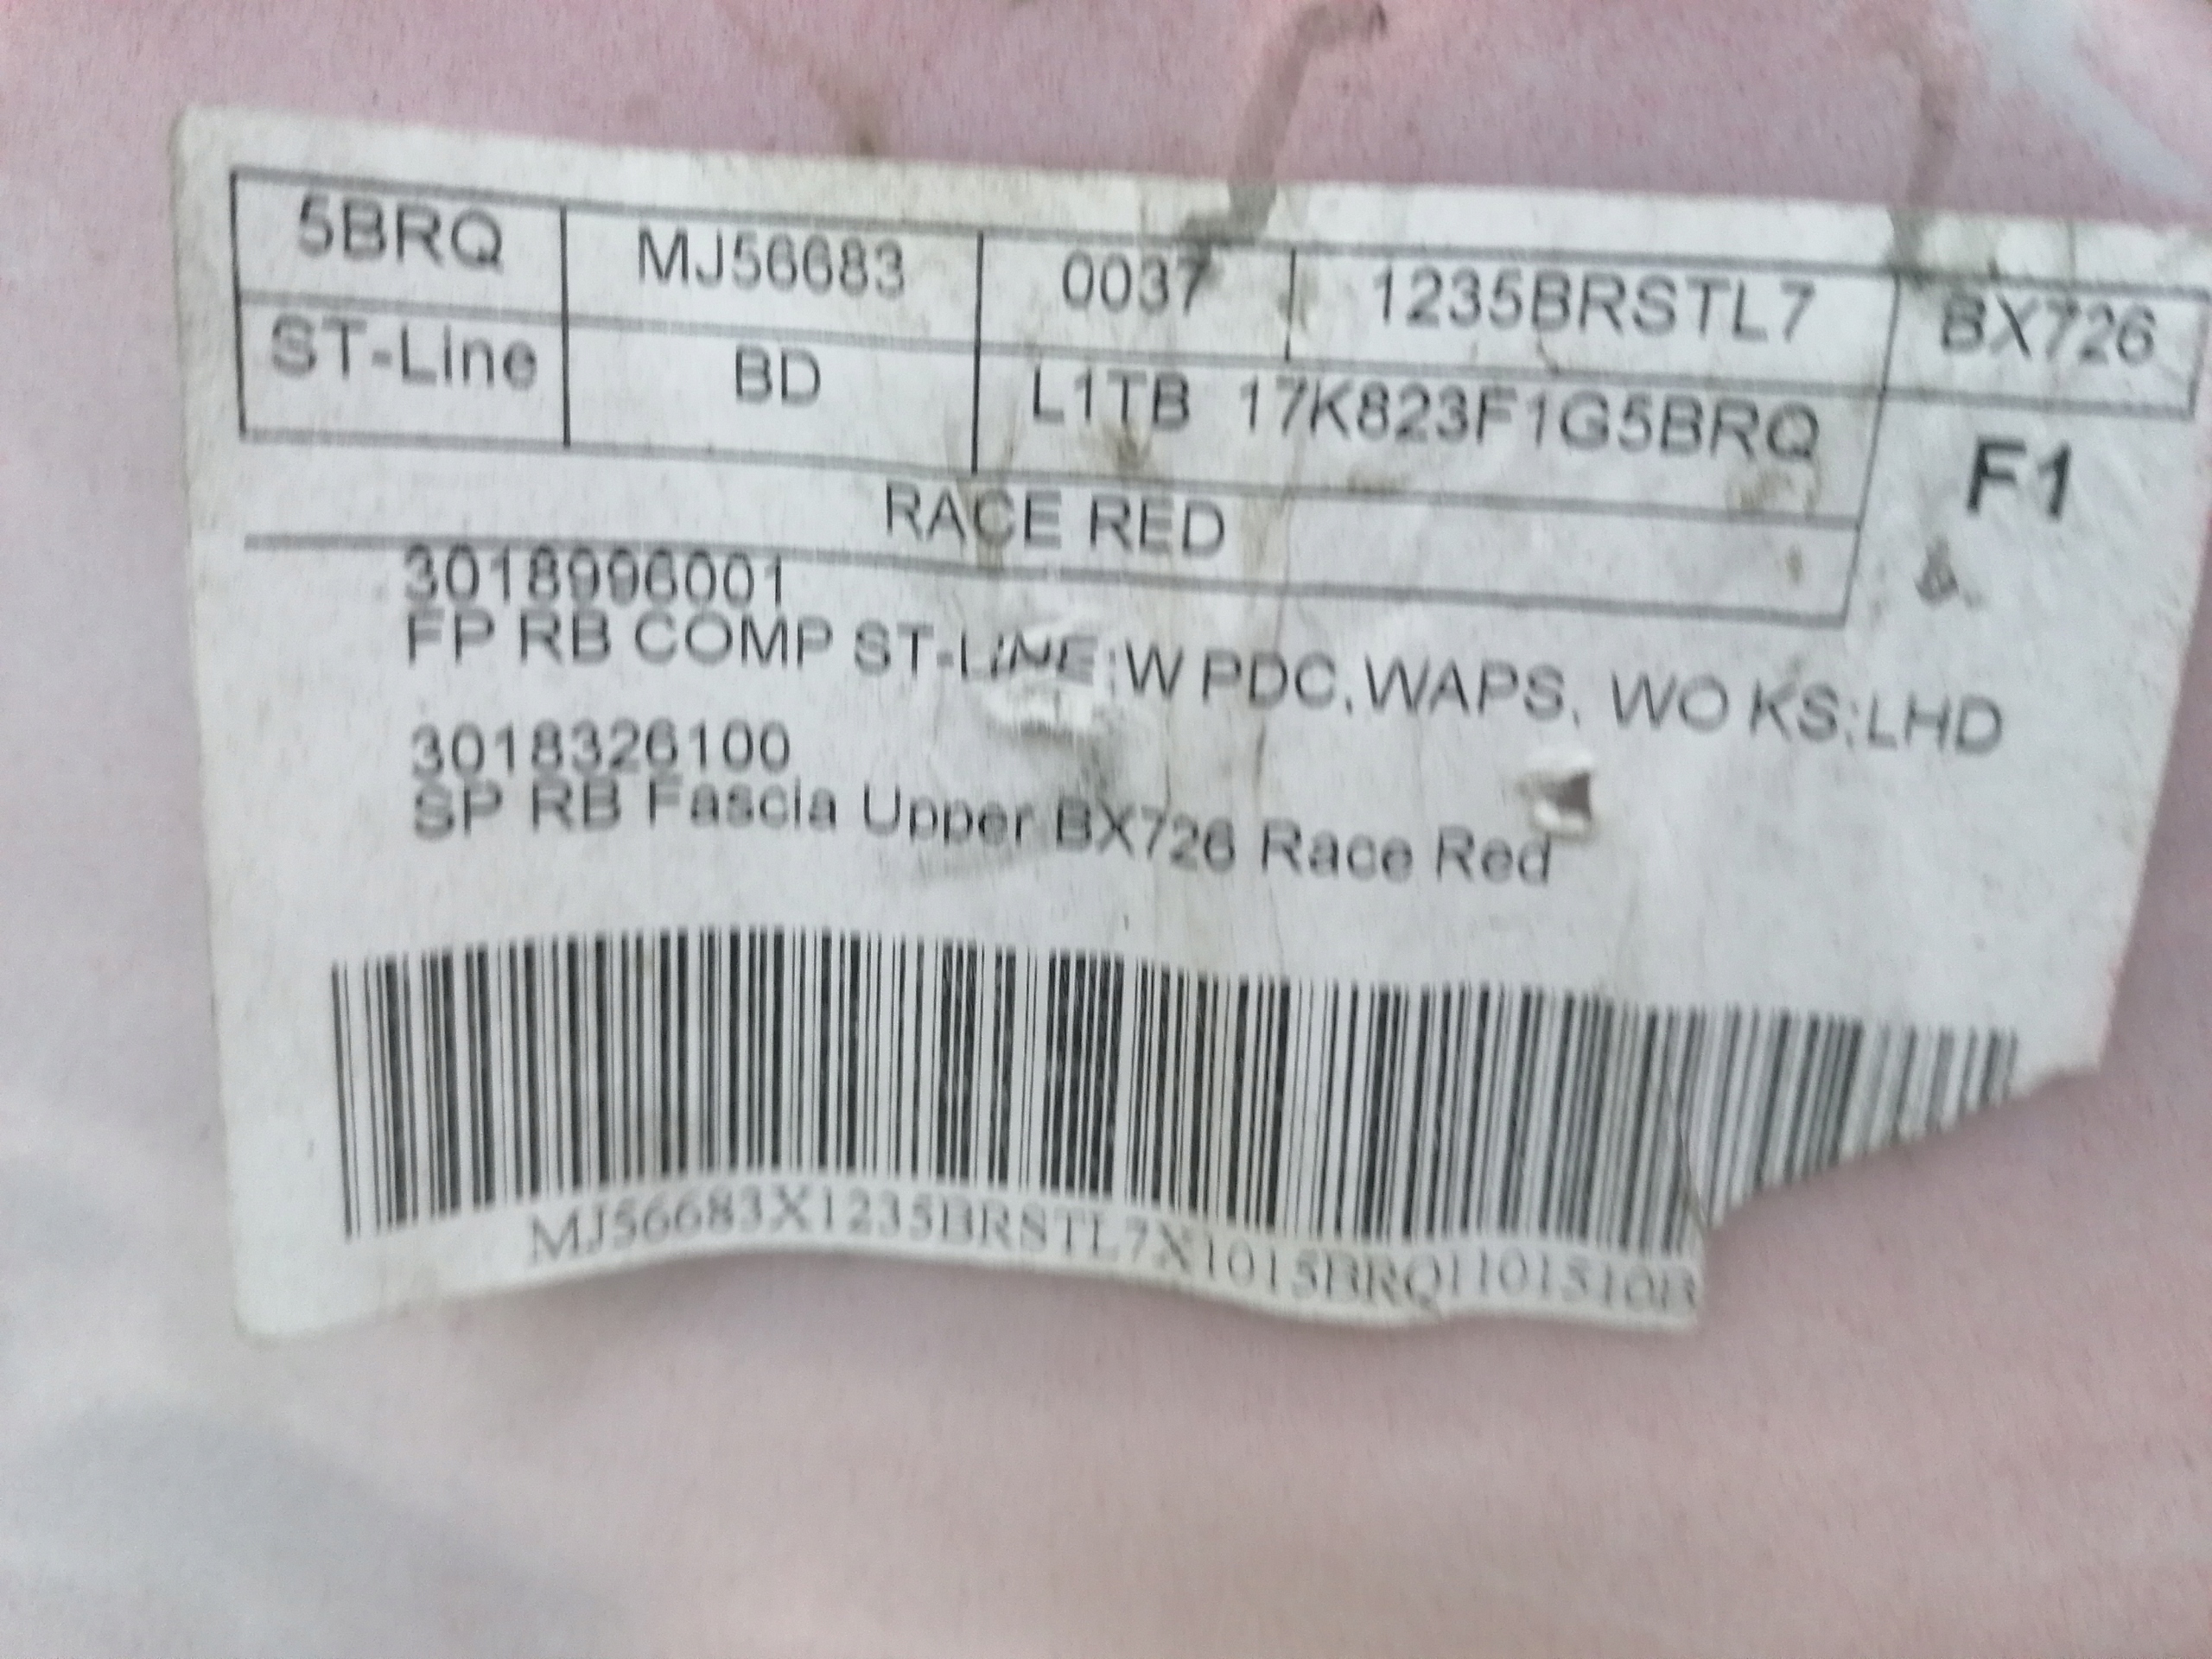 5BRQ MJ56683 0037 1235BRSTL7 BX726
ST-Line BD L1TB 17K823F1G5BRQ F1
RACE RED
3018996001
FP RB COMP ST-LINE;W PDC,WAPS, WO KS;LHD
3018326100
SP RB Fascia Upper BX726 Race Red
MJ56683X1235BRSTL7X1015BRQ1101510B